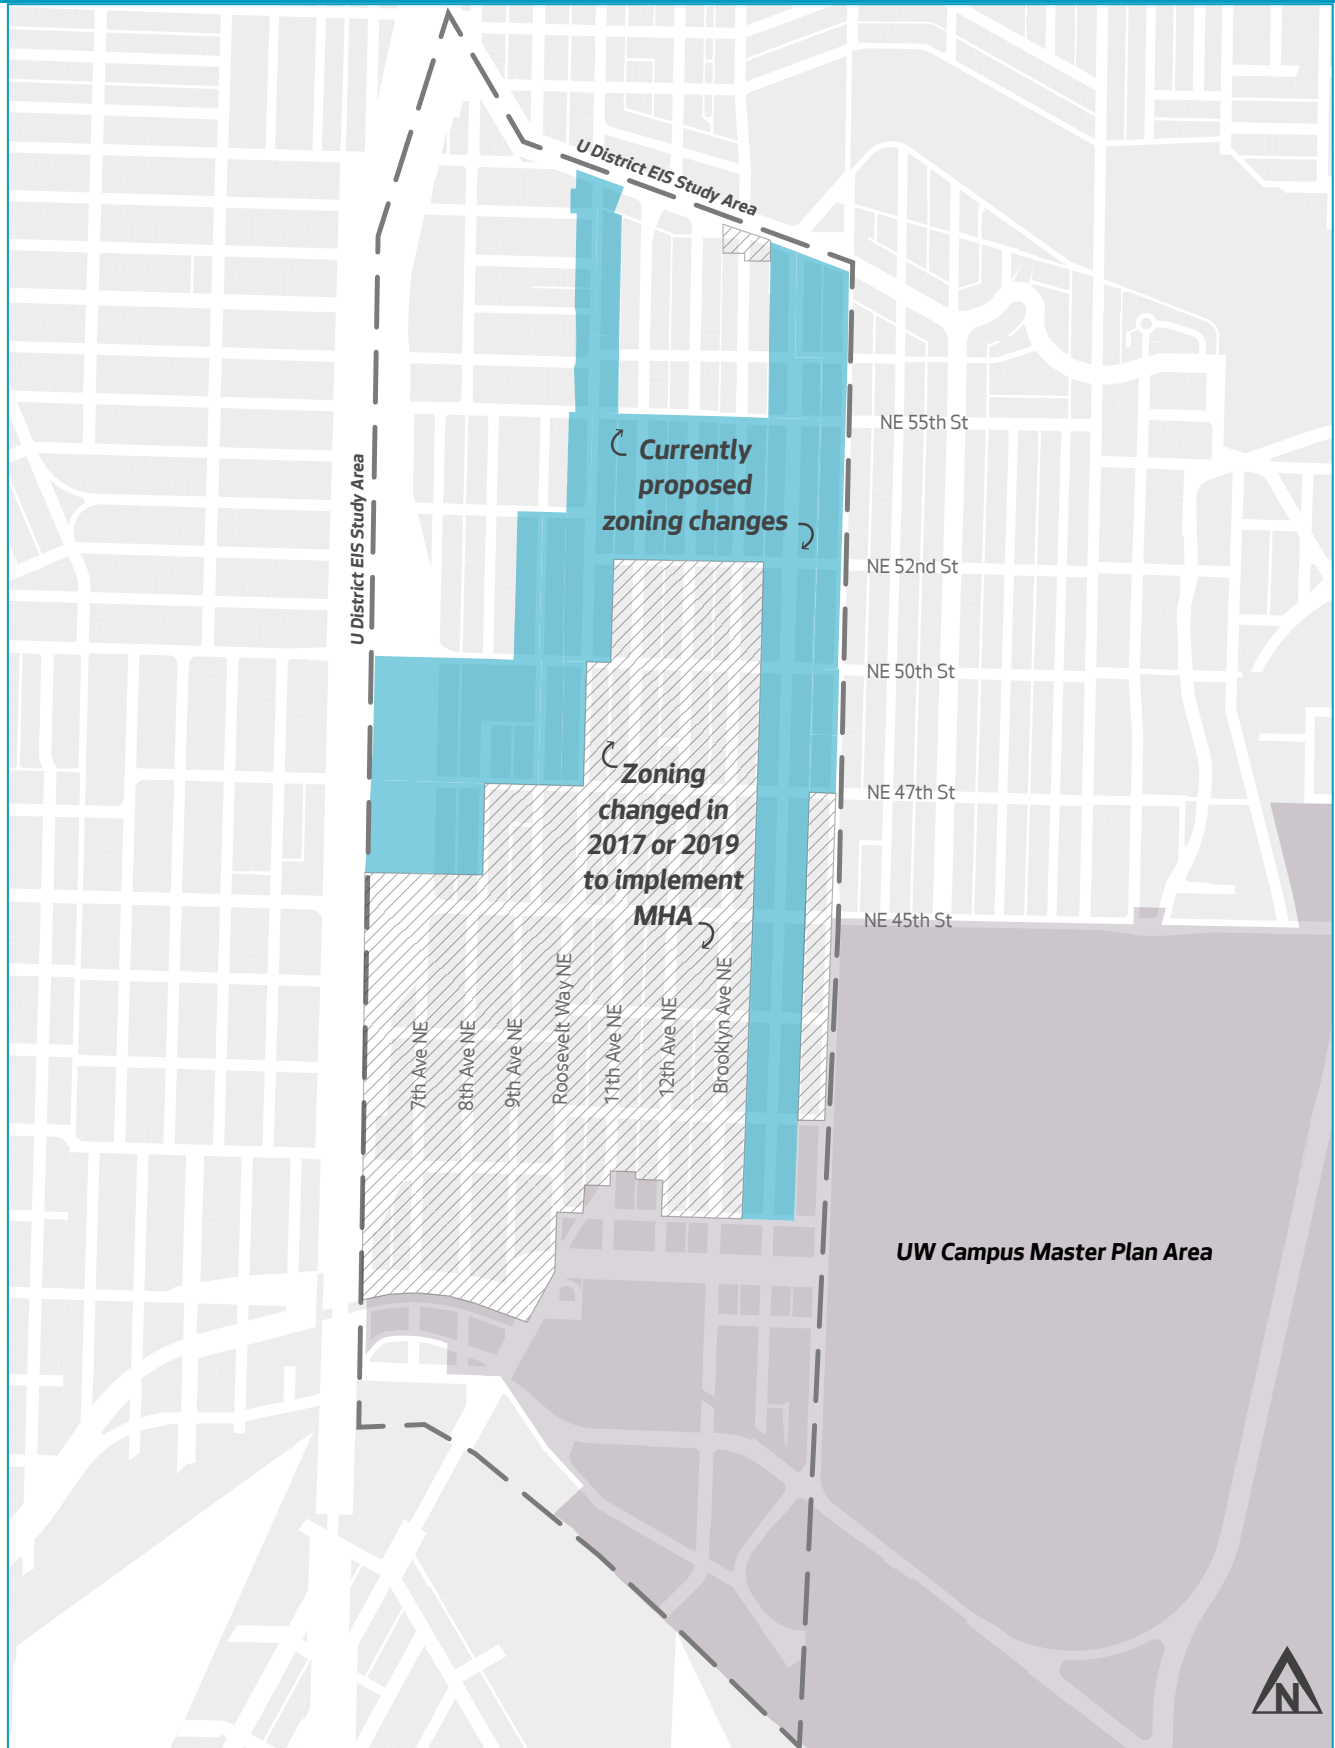 U District EIS Study Area
NE 55th St
Currently
proposed
zoning changes
U District EIS Study Area
NE 52nd St
NE 50th St
Zoning
changed in
2017 or 2019
to implement
MHA
NE 47th St
NE 45th St
7th Ave NE
8th Ave NE
9th Ave NE
Roosevelt Way NE
11th Ave NE
12th Ave NE
Brooklyn Ave NE
UW Campus Master Plan Area
N